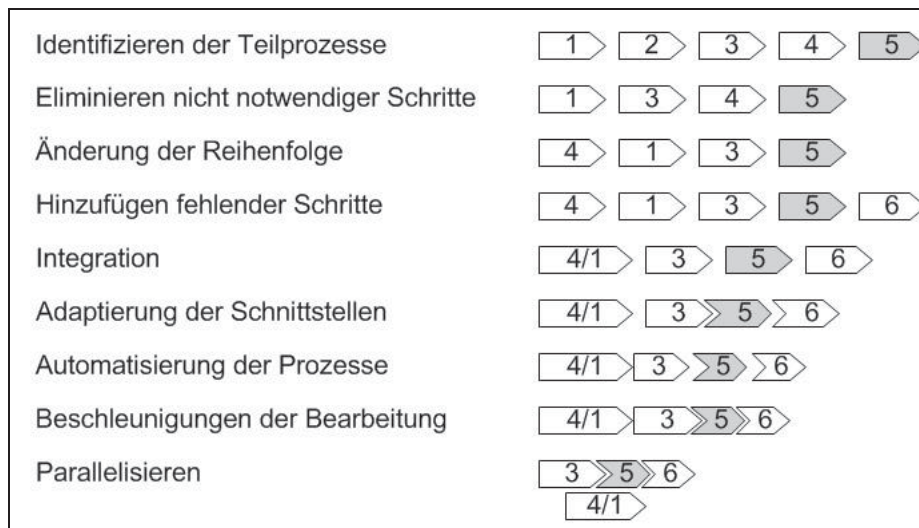 Identifizieren der Teilprozesse 1 2 3 4 5
Eliminieren nicht notwendiger Schritte 1 3 4 5
Änderung der Reihenfolge 4 1 3 5
Hinzufügen fehlender Schritte 4 1 3 5 6
Integration 4/1 3 5 6
Adaptierung der Schnittstellen 4/1 3 5 6
Automatisierung der Prozesse 4/1 3 5 6
Beschleunigungen der Bearbeitung 4/1 3 5 6
Parallelisieren 3 5 6
4/1